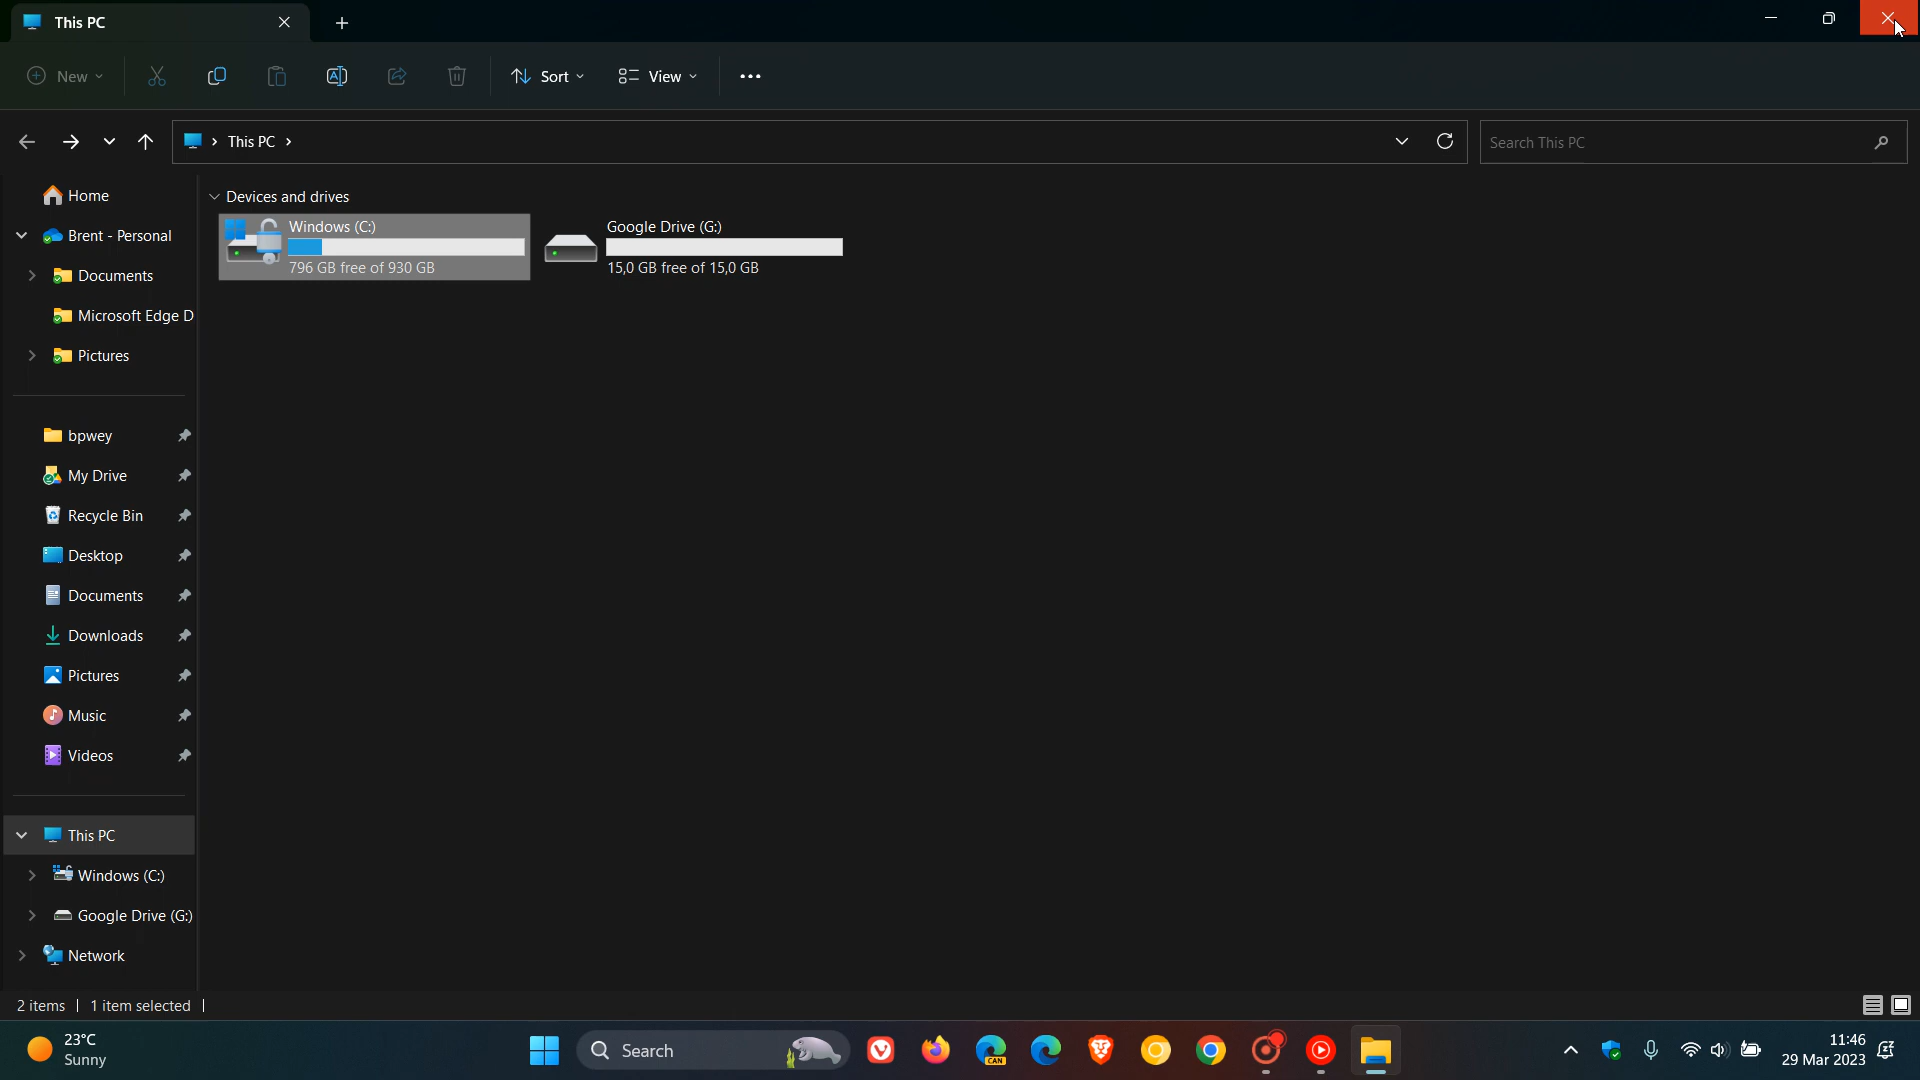 This PC
New
Sort
View
This PC
Search This PC
Home
Brent - Personal
Documents
Microsoft Edge D
Pictures
bpwey
My Drive
Recycle Bin
Desktop
Documents
Downloads
Pictures
Music
Videos
This PC
Windows (C:)
Google Drive (G:)
Network
Devices and drives
Windows (C:)
796 GB free of 930 GB
Google Drive (G:)
15,0 GB free of 15,0 GB
2 items
1 item selected
23°C
Sunny
Search
CAN
11:46
29 Mar 2023